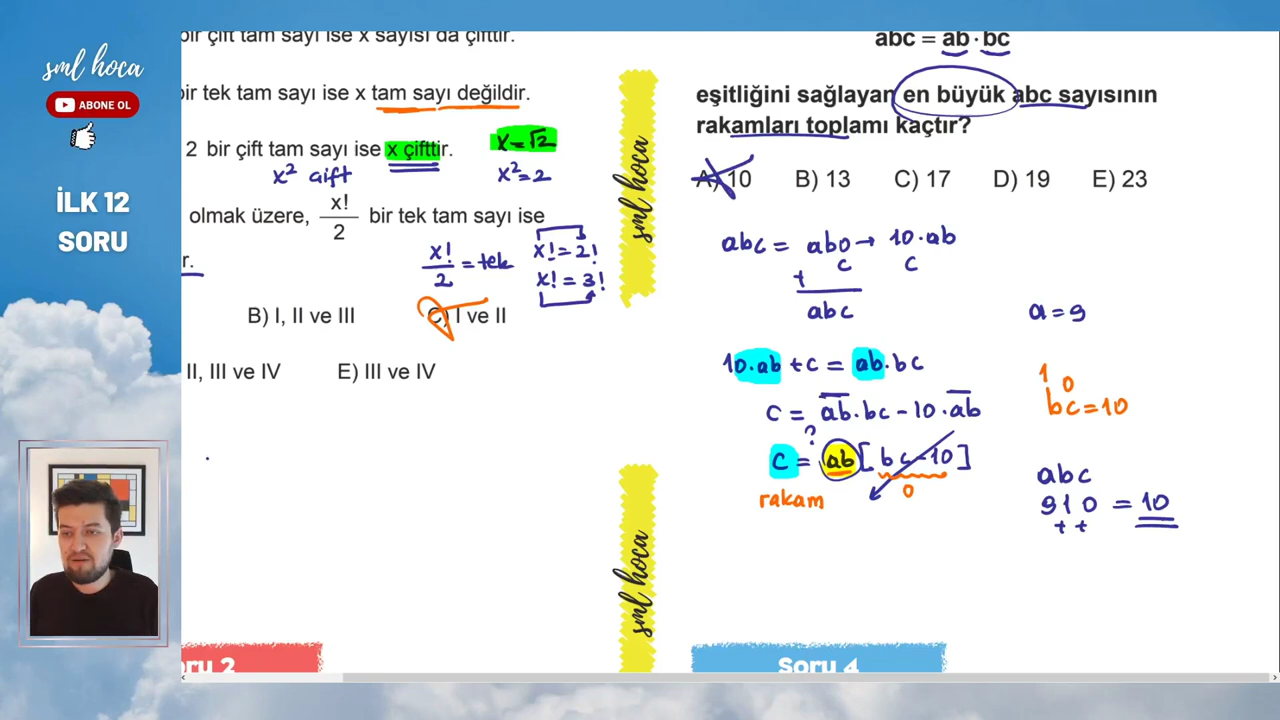 sml hoca
ABONE OL
İLK 12
SORU
bir çift tam sayı ise x sayısı da çifttir.
bir tek tam sayı ise x tam sayı değildir.
2 bir çift tam sayı ise x çifttir.
x = √2
x² çift
x² = 2
olmak üzere, x!/2 bir tek tam sayı ise
r.
x!/2 = tek
x! = 2!
x! = 3!
B) I, II ve III
C) I ve II
II, III ve IV
E) III ve IV
oru 2
sml hoca
sml hoca
abc = ab · bc
eşitliğini sağlayan en büyük abc sayısının
rakamları toplamı kaçtır?
A) 10 B) 13 C) 17 D) 19 E) 23
abc = ab0 → 10.ab
+ c c
abc
a = 9
10.ab + c = ab.bc
c = ab.bc - 10.ab
?
c = ab [bc - 10]
rakam
0
1 0
bc = 10
abc
910 = 10
+ +
Soru 4